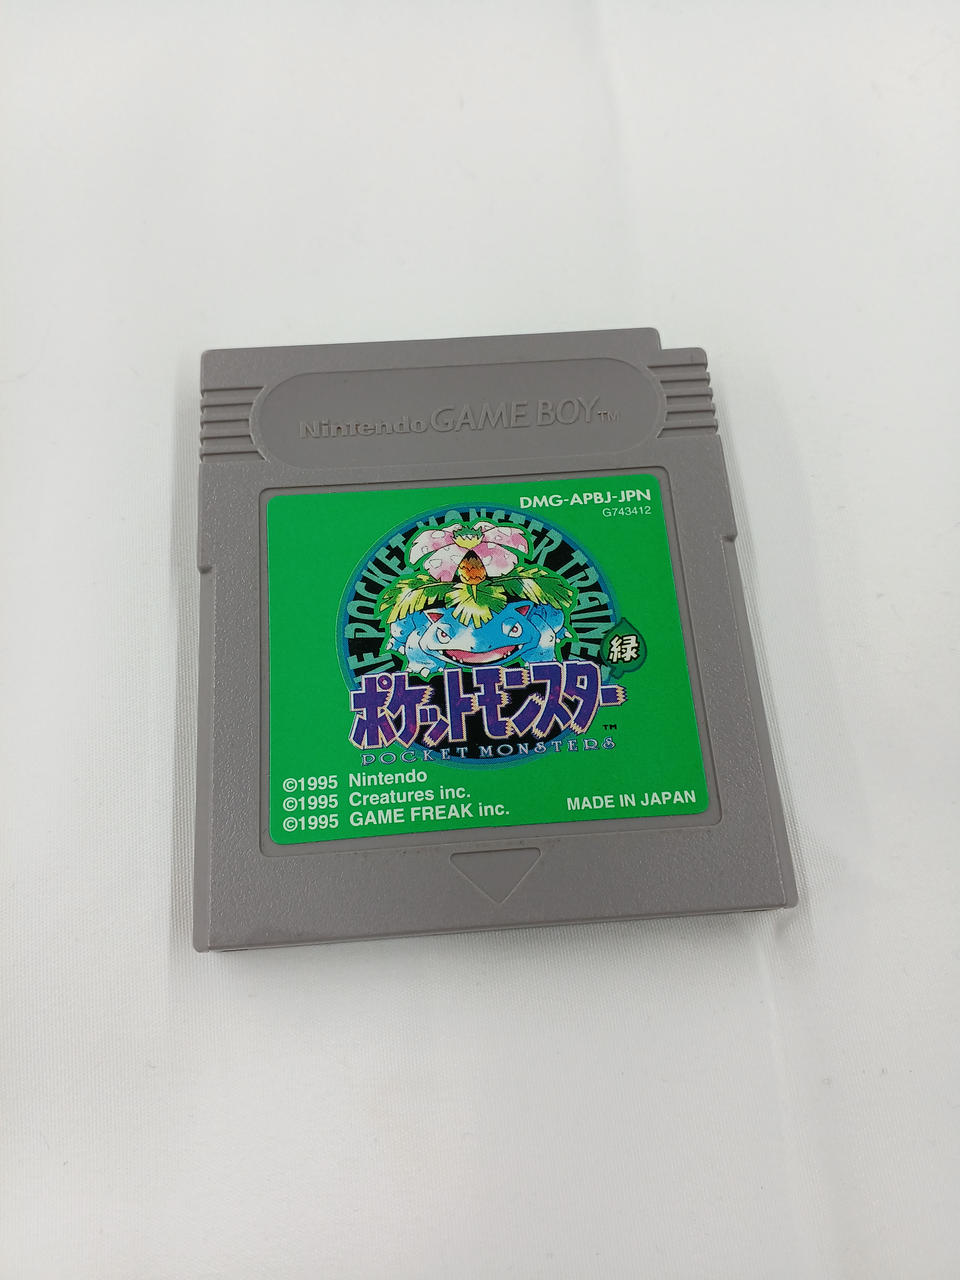 Nintendo GAME BOY™
DMG-APBJ-JPN
G743412
POCKET MONSTER TRAINER
緑
ポケットモンスター™
POCKET MONSTERS
©1995 Nintendo
©1995 Creatures inc.
©1995 GAME FREAK inc.
MADE IN JAPAN